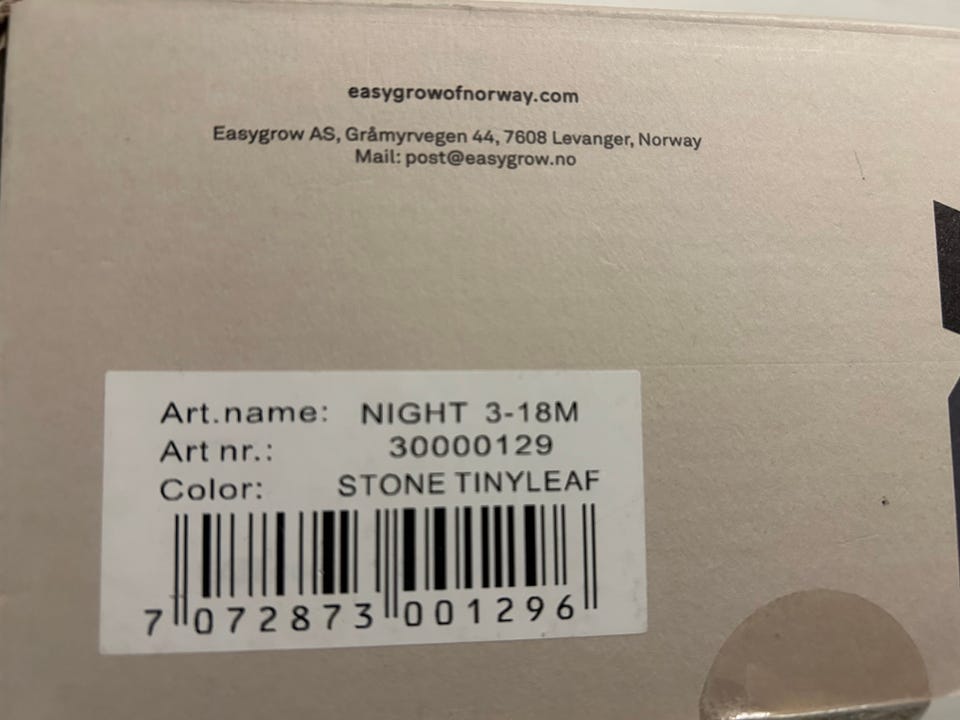 easygrowofnorway.com
Easygrow AS, Gråmyrvegen 44, 7608 Levanger, Norway
Mail: post@easygrow.no
Art.name: NIGHT 3-18M
Art nr.: 30000129
Color: STONE TINYLEAF
7 072873 001296